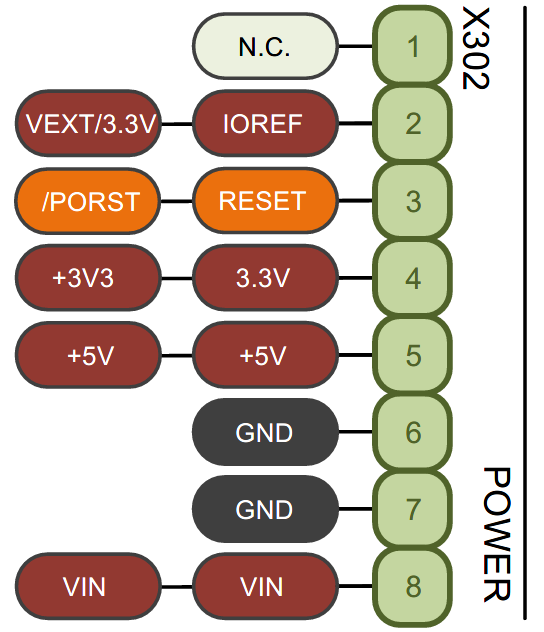 X302
N.C. 1
VEXT/3.3V IOREF 2
/PORST RESET 3
+3V3 3.3V 4
+5V +5V 5
GND 6
GND 7
VIN VIN 8
POWER